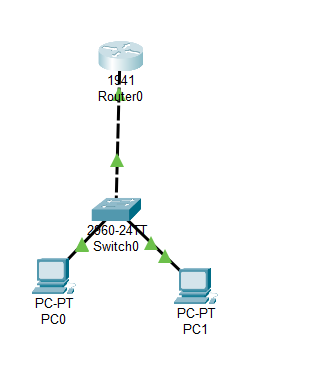 1941
Router0
2960-24TT
Switch0
PC-PT
PC0
PC-PT
PC1